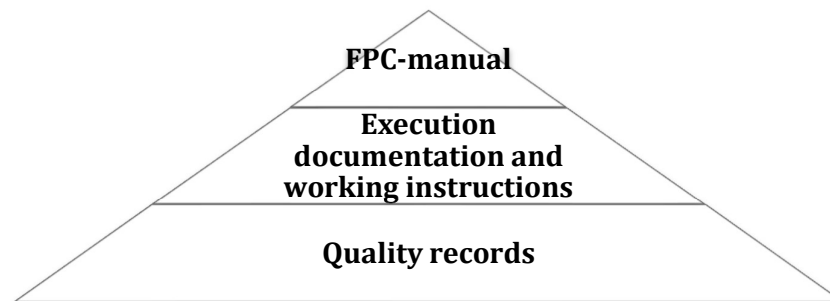 FPC-manual
Execution
documentation and
working instructions
Quality records